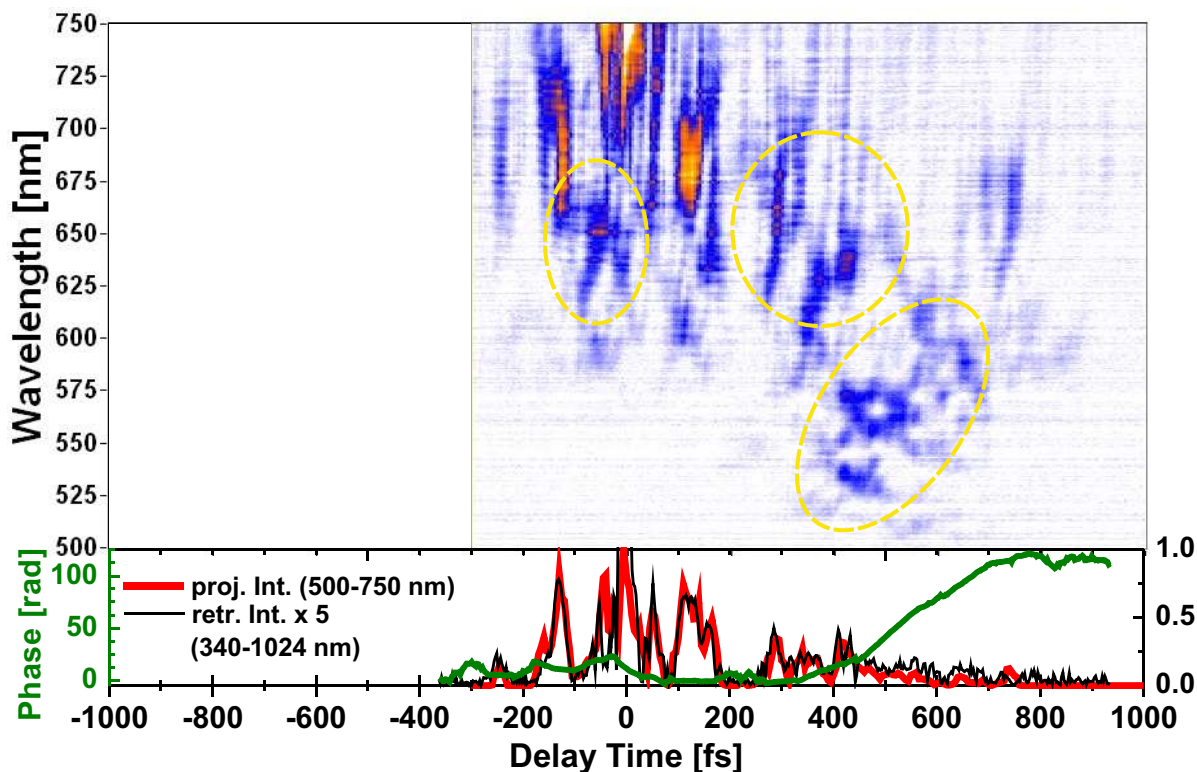 750
725
700
675
650
625
600
575
550
525
500
Wavelength [nm]
100
50
0
Phase [rad]
proj. Int. (500-750 nm)
retr. Int. x 5
(340-1024 nm)
1.0
0.5
0.0
-1000 -800 -600 -400 -200 0 200 400 600 800 1000
Delay Time [fs]